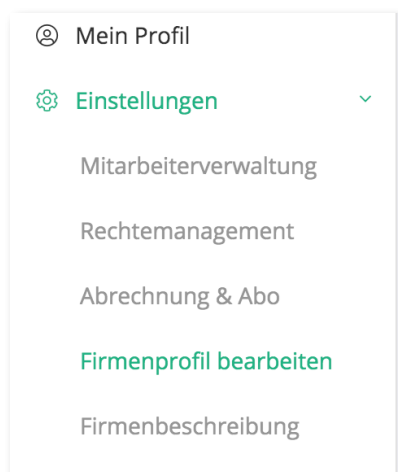 Mein Profil
Einstellungen
Mitarbeiterverwaltung
Rechtemanagement
Abrechnung & Abo
Firmenprofil bearbeiten
Firmenbeschreibung